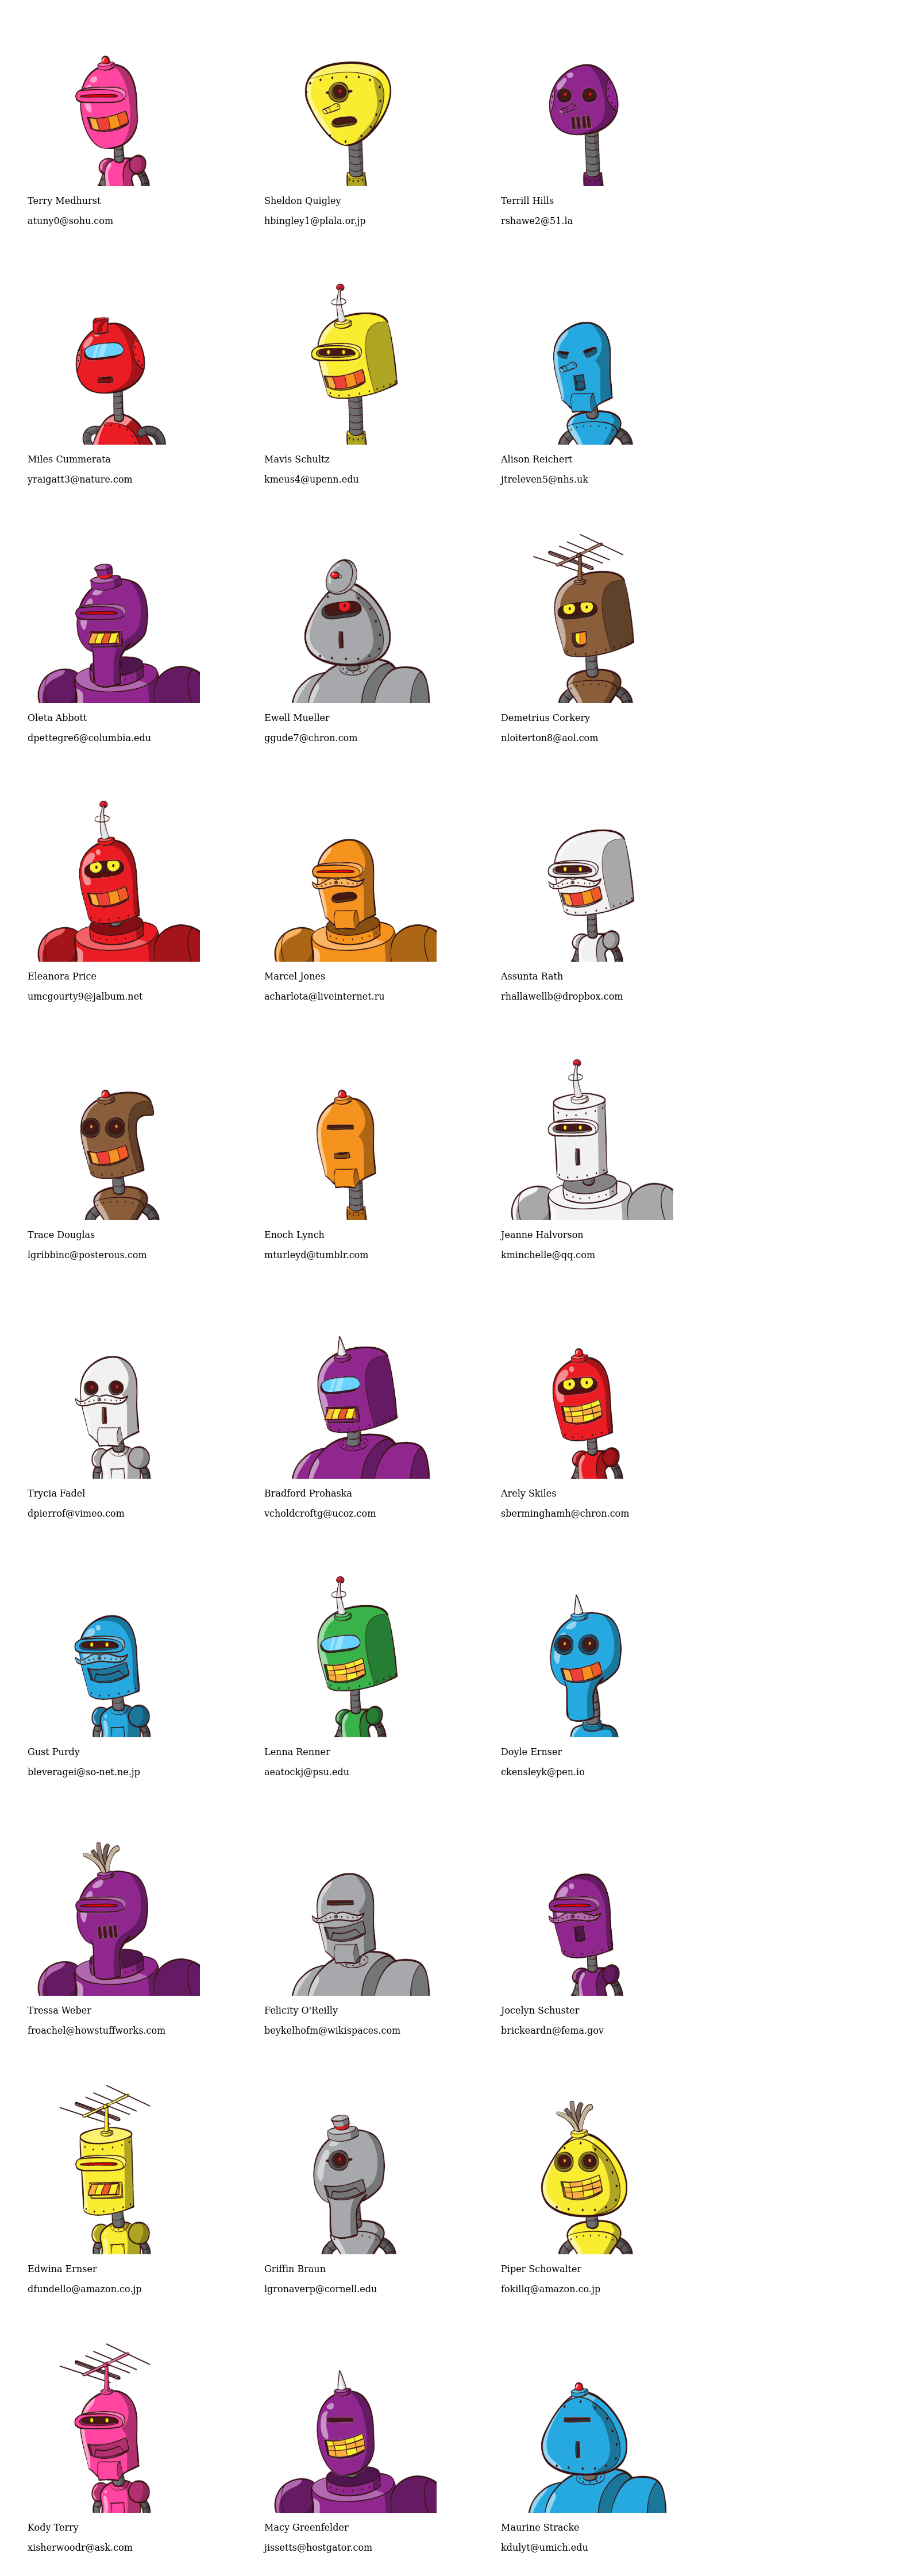 Terry Medhurst
atuny0@sohu.com
Sheldon Quigley
hbingley1@plala.or.jp
Terrill Hills
rshawe2@51.la
Miles Cummerata
yraigatt3@nature.com
Mavis Schultz
kmeus4@upenn.edu
Alison Reichert
jtreleven5@nhs.uk
Oleta Abbott
dpettegre6@columbia.edu
Ewell Mueller
ggude7@chron.com
Demetrius Corkery
nloiterton8@aol.com
Eleanora Price
umcgourty9@jalbum.net
Marcel Jones
acharlota@liveinternet.ru
Assunta Rath
rhallawellb@dropbox.com
Trace Douglas
lgribbinc@posterous.com
Enoch Lynch
mturleyd@tumblr.com
Jeanne Halvorson
kminchelle@qq.com
Trycia Fadel
dpierrof@vimeo.com
Bradford Prohaska
vcholdcroftg@ucoz.com
Arely Skiles
sberminghamh@chron.com
Gust Purdy
bleveragei@so-net.ne.jp
Lenna Renner
aeatockj@psu.edu
Doyle Ernser
ckensleyk@pen.io
Tressa Weber
froachel@howstuffworks.com
Felicity O'Reilly
beykelhofm@wikispaces.com
Jocelyn Schuster
brickeardn@fema.gov
Edwina Ernser
dfundello@amazon.co.jp
Griffin Braun
lgronaverp@cornell.edu
Piper Schowalter
fokillq@amazon.co.jp
Kody Terry
xisherwoodr@ask.com
Macy Greenfelder
jissetts@hostgator.com
Maurine Stracke
kdulyt@umich.edu